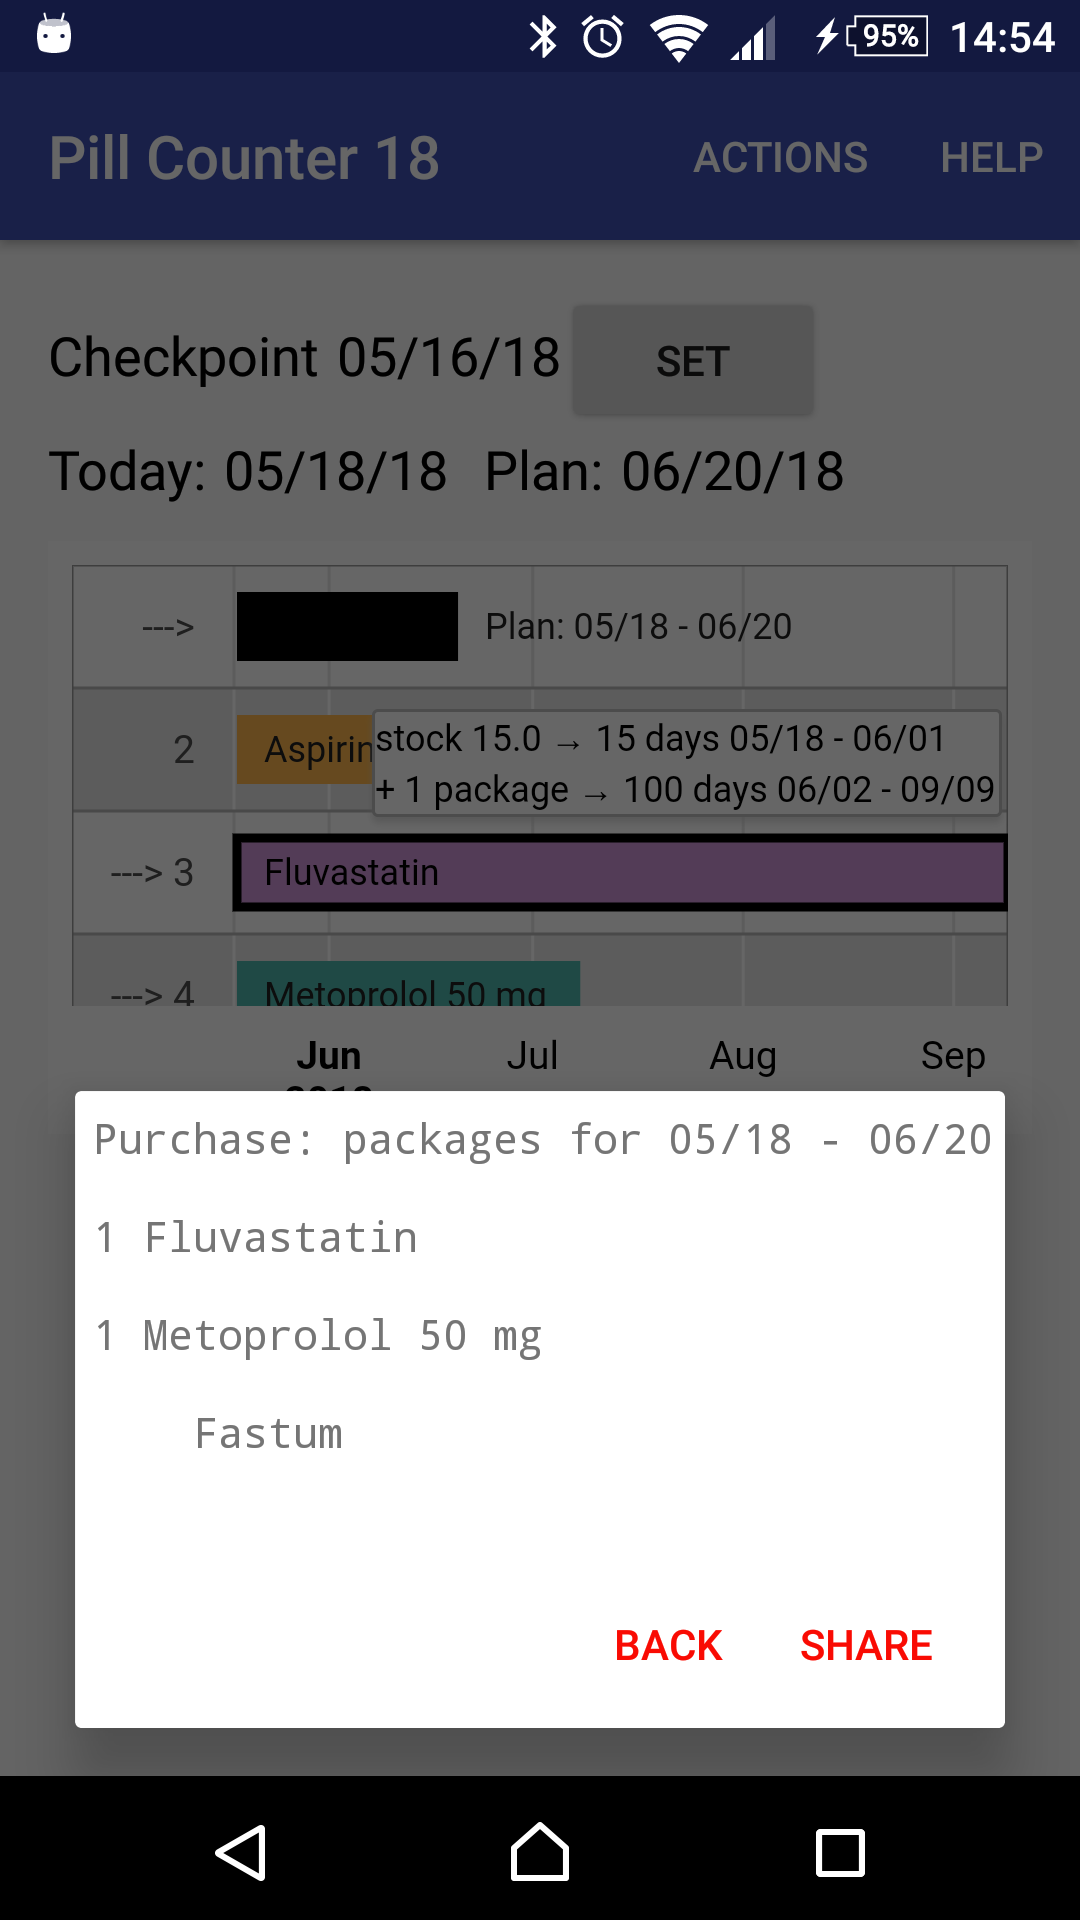 95% 14:54
Pill Counter 18 ACTIONS HELP
Checkpoint 05/16/18 SET
Today: 05/18/18 Plan: 06/20/18
---> Plan: 05/18 - 06/20
2 Aspirin
stock 15.0 → 15 days 05/18 - 06/01
+ 1 package → 100 days 06/02 - 09/09
---> 3 Fluvastatin
---> 4 Metoprolol 50 mg
Jun Jul Aug Sep
Purchase: packages for 05/18 - 06/20
1 Fluvastatin
1 Metoprolol 50 mg
Fastum
BACK SHARE